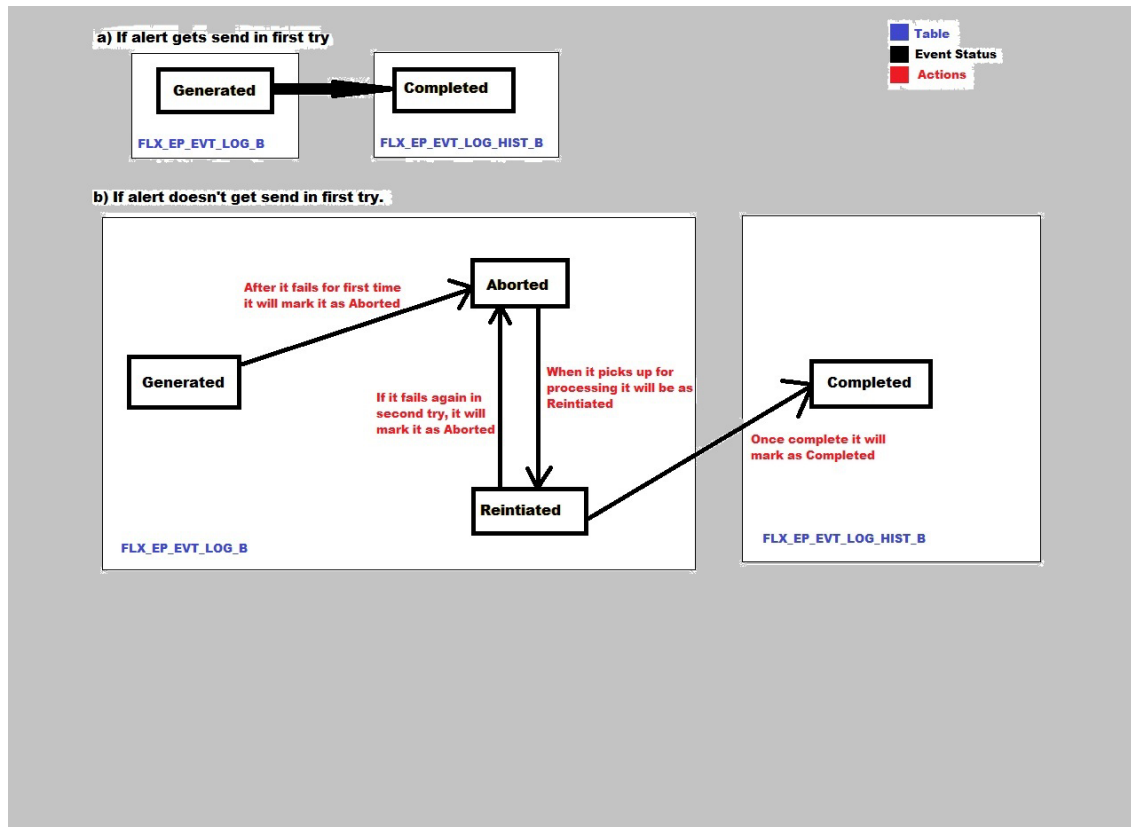 a) If alert gets send in first try
Table
Event Status
Actions
Generated
Completed
FLX_EP_EVT_LOG_B
FLX_EP_EVT_LOG_HIST_B
b) If alert doesn't get send in first try.
After it fails for first time
it will mark it as Aborted
Aborted
Generated
If it fails again in
second try, it will
mark it as Aborted
When it picks up for
processing it will be as
Reintiated
Completed
Once complete it will
mark as Completed
Reintiated
FLX_EP_EVT_LOG_B
FLX_EP_EVT_LOG_HIST_B